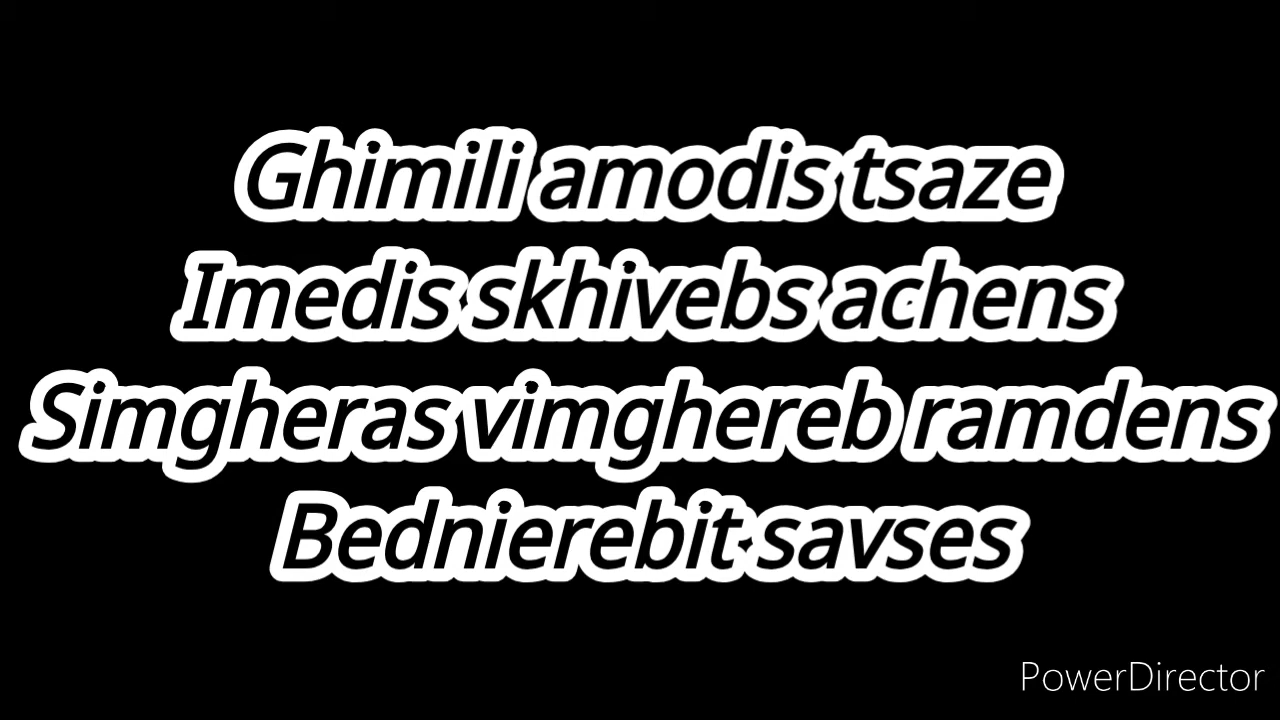 Ghimili amodis tsaze
Imedis skhivebs achens
Simgheras vimghereb ramdens
Bednierebit savses
PowerDirector